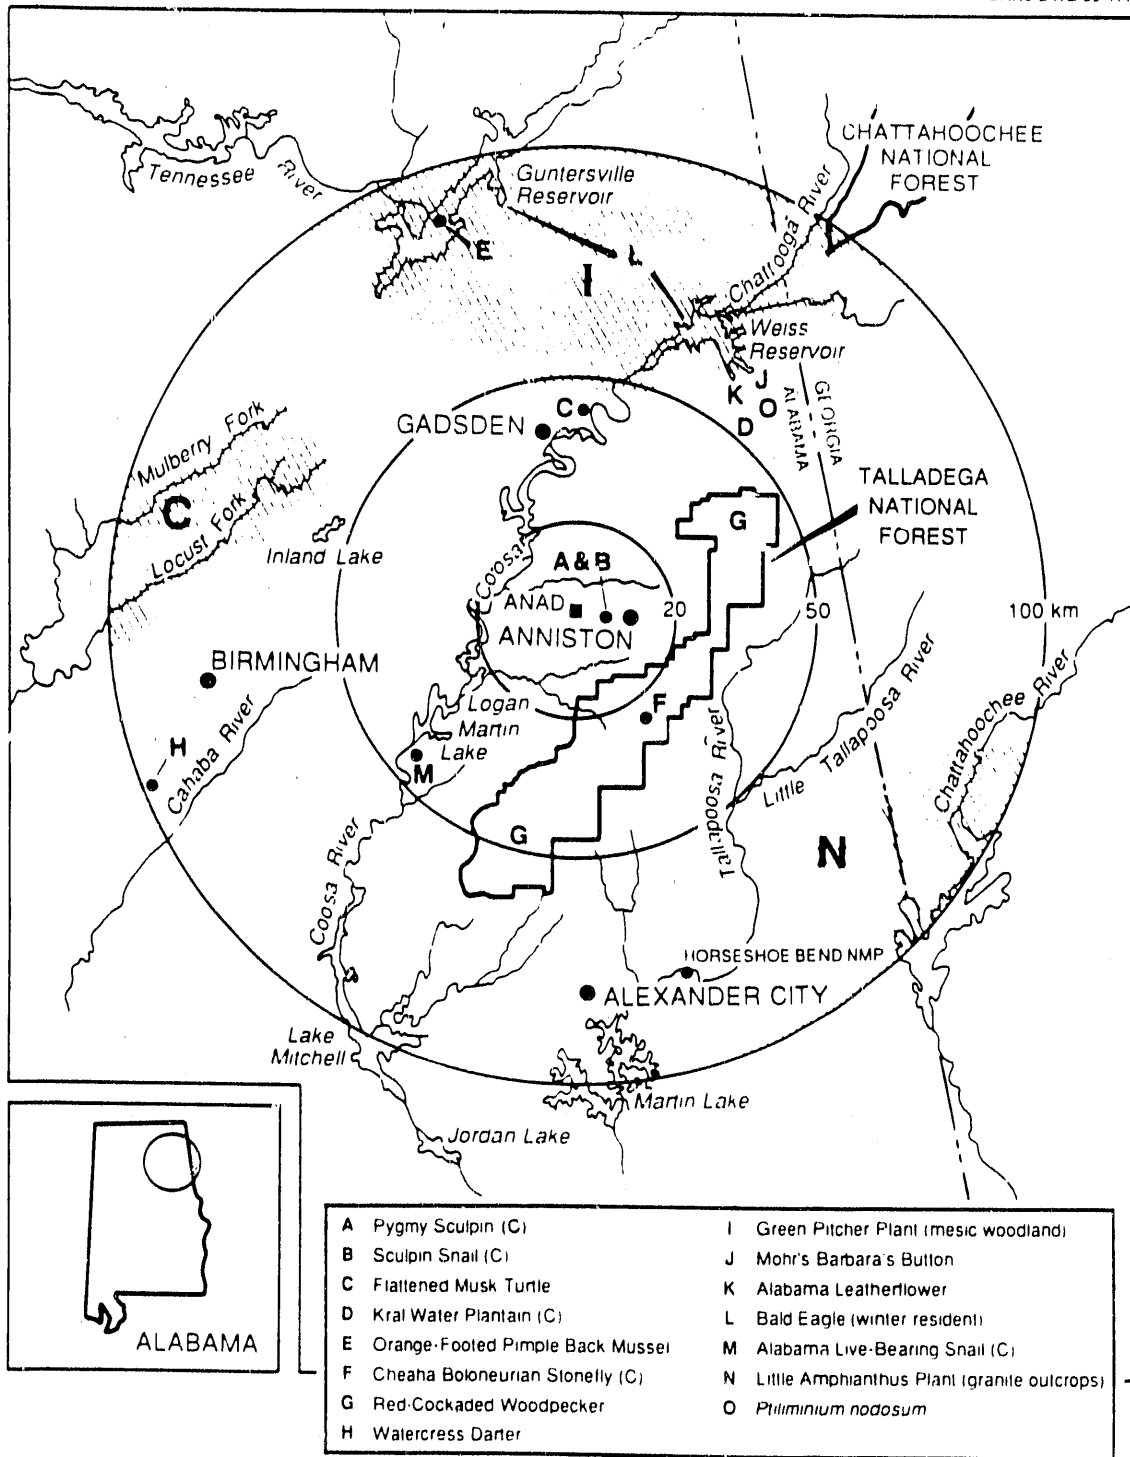 CHATTAHOOCHEE
NATIONAL
FOREST
Tennessee
River
Guntersville
Reservoir
E
I
L
Chattooga River
Weiss
Reservoir
K
J
D
O
GEORGIA
ALABAMA
C
GADSDEN
Mulberry Fork
C
Locust Fork
Inland Lake
Coosa
TALLADEGA
NATIONAL
FOREST
G
A & B
ANAD
ANNISTON
20
50
100 km
BIRMINGHAM
Logan
Martin
Lake
F
H
Cahaba River
M
Tallapoosa River
Little Tallapoosa River
Chattahoochee River
G
N
Coosa River
HORSESHOE BEND NMP
ALEXANDER CITY
Lake
Mitchell
Martin Lake
Jordan Lake
ALABAMA
A Pygmy Sculpin (C)
B Sculpin Snail (C)
C Flattened Musk Turtle
D Kral Water Plantain (C)
E Orange-Footed Pimple Back Mussel
F Cheaha Boloneurian Stonefly (C)
G Red-Cockaded Woodpecker
H Watercress Darter
I Green Pitcher Plant (mesic woodland)
J Mohr's Barbara's Button
K Alabama Leatherflower
L Bald Eagle (winter resident)
M Alabama Live-Bearing Snail (C)
N Little Amphianthus Plant (granite outcrops)
O Ptiliminium nodosum